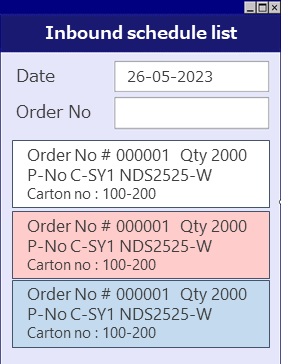 Inbound schedule list
Date 26-05-2023
Order No
Order No # 000001 Qty 2000
P-No C-SY1 NDS2525-W
Carton no : 100-200
Order No # 000001 Qty 2000
P-No C-SY1 NDS2525-W
Carton no : 100-200
Order No # 000001 Qty 2000
P-No C-SY1 NDS2525-W
Carton no : 100-200